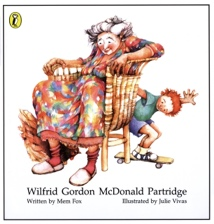 Wilfrid Gordon McDonald Partridge
Written by Mem Fox Illustrated by Julie Vivas